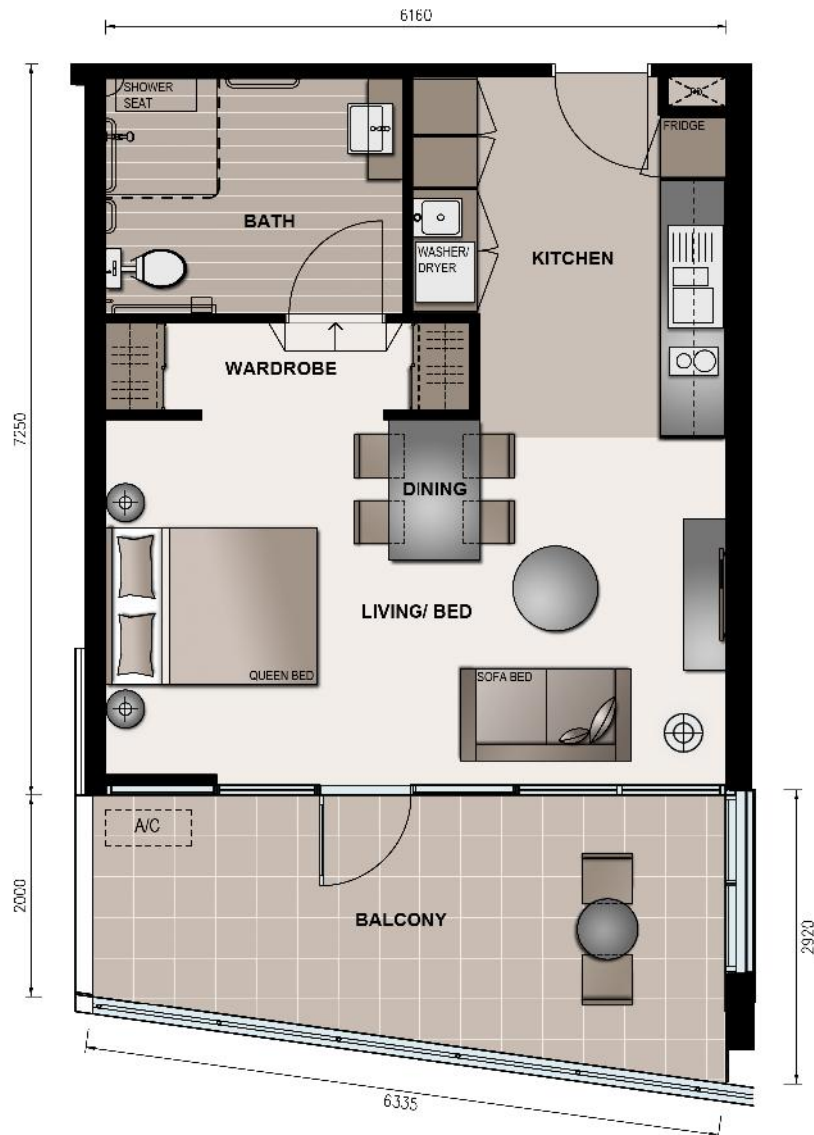 6160
SHOWER
SEAT
FRIDGE
BATH
WASHER/
DRYER
KITCHEN
WARDROBE
7250
DINING
LIVING/ BED
QUEEN BED
SOFA BED
A/C
2000
BALCONY
2920
6335